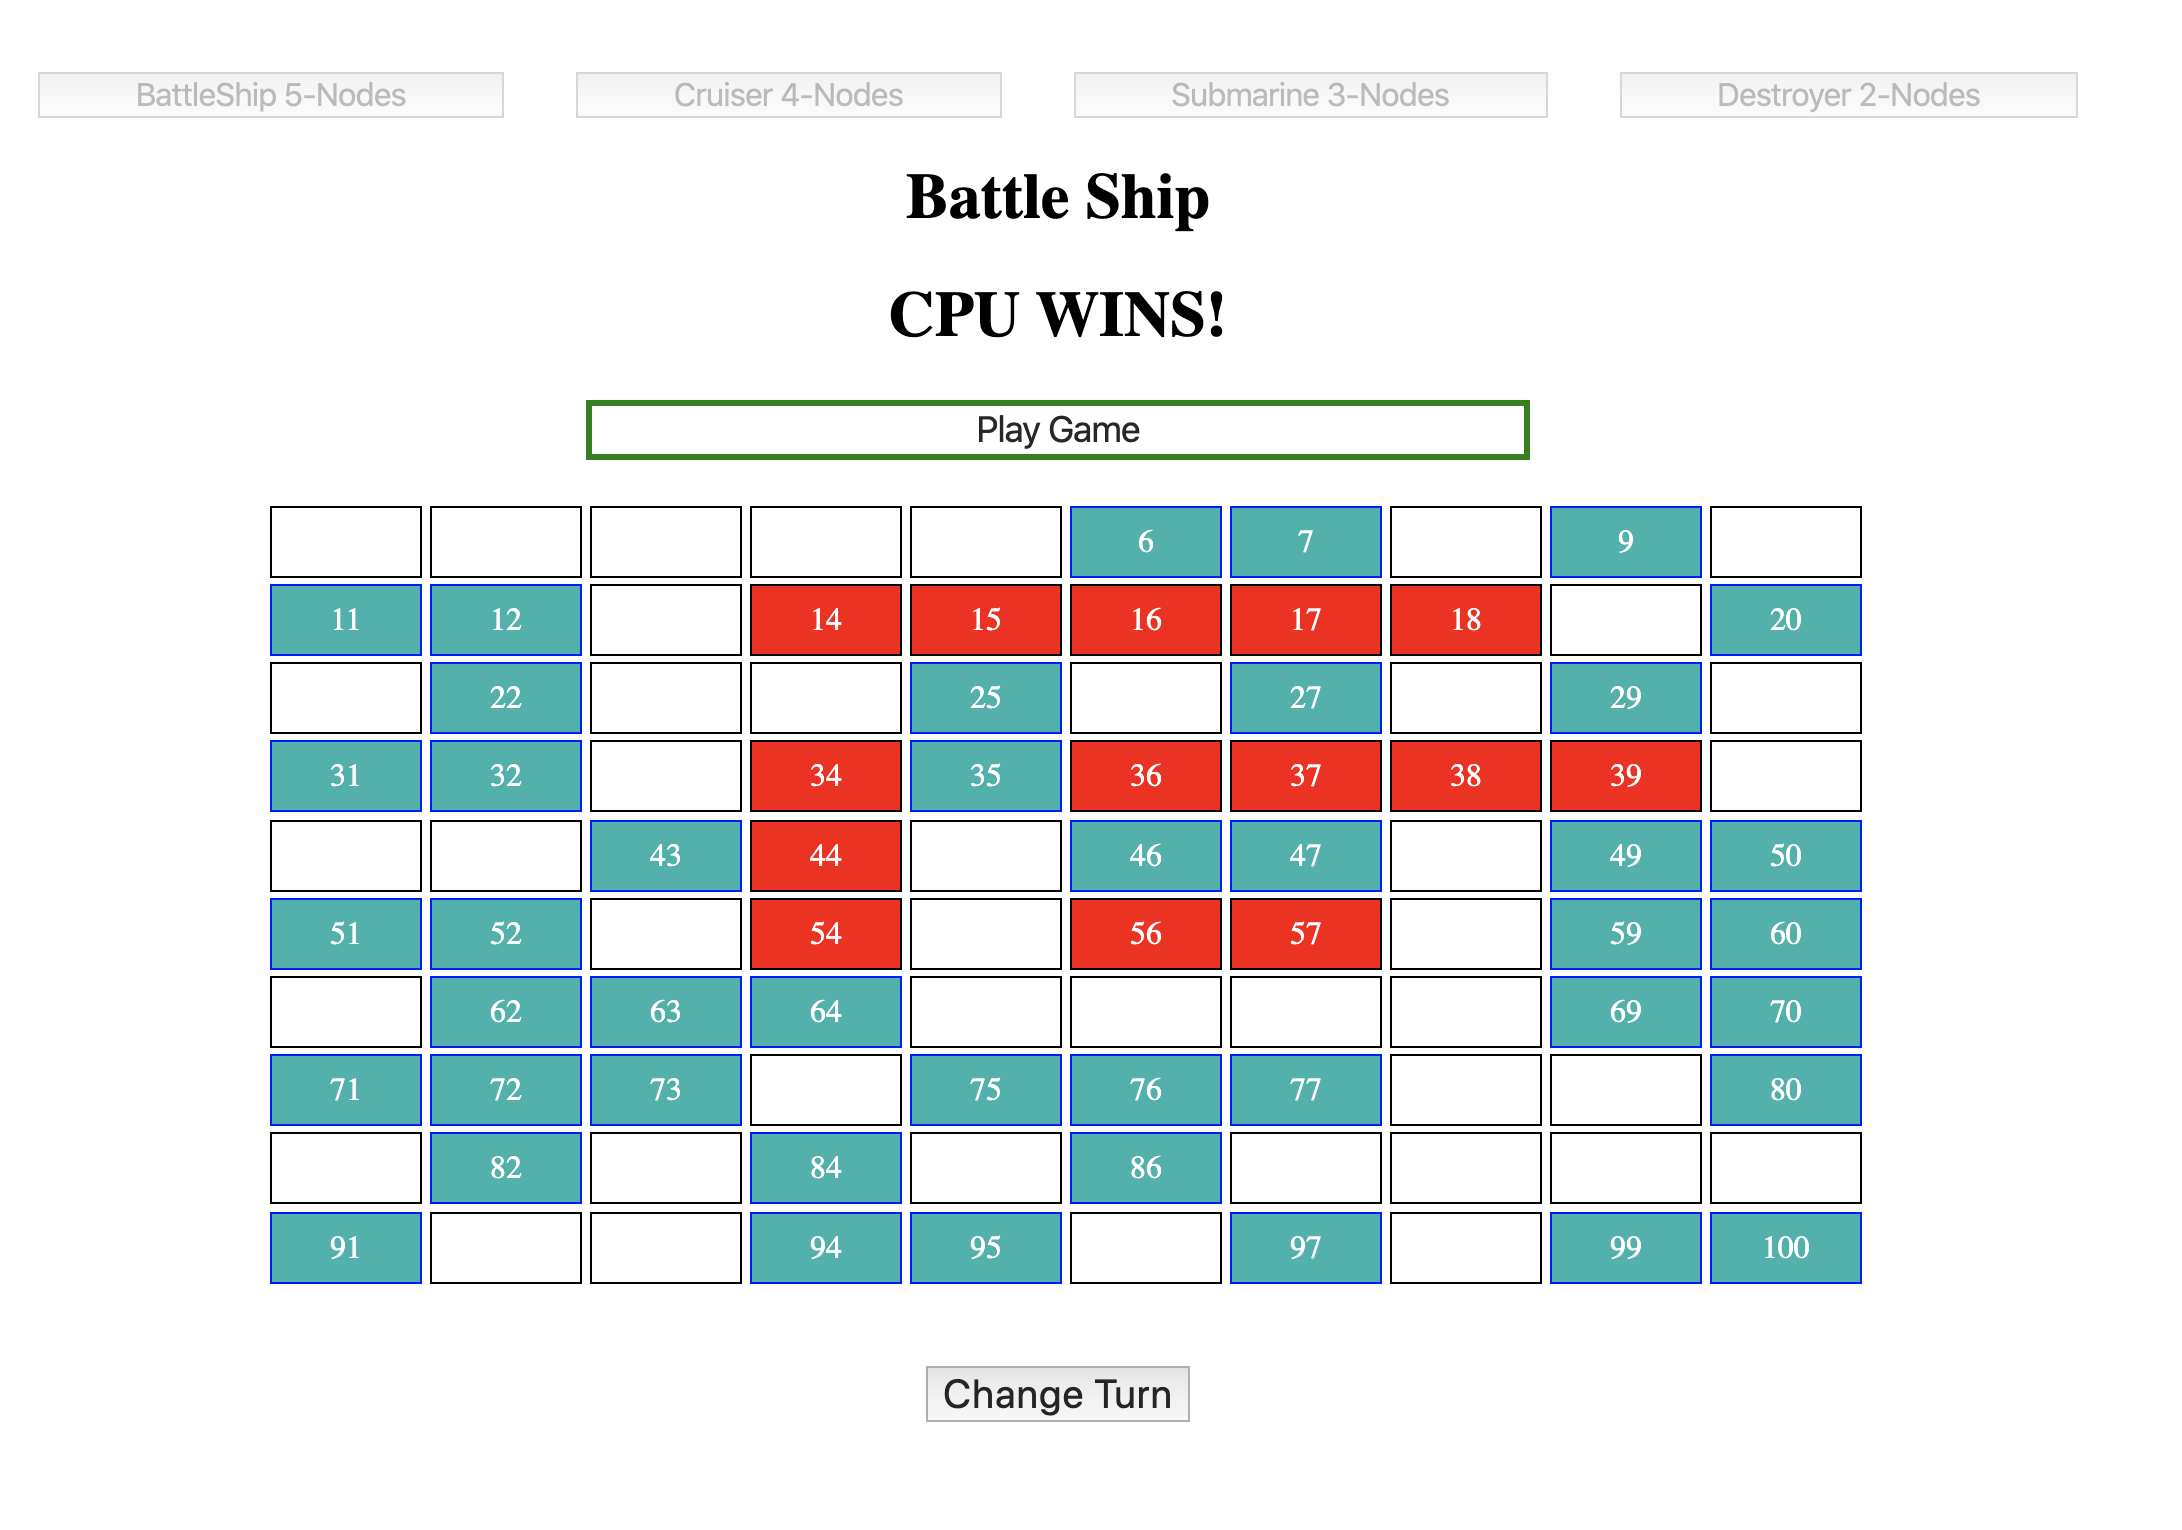 BattleShip 5-Nodes Cruiser 4-Nodes Submarine 3-Nodes Destroyer 2-Nodes
Battle Ship
CPU WINS!
Play Game
6 7 9
11 12 14 15 16 17 18 20
22 25 27 29
31 32 34 35 36 37 38 39
43 44 46 47 49 50
51 52 54 56 57 59 60
62 63 64 69 70
71 72 73 75 76 77 80
82 84 86
91 94 95 97 99 100
Change Turn